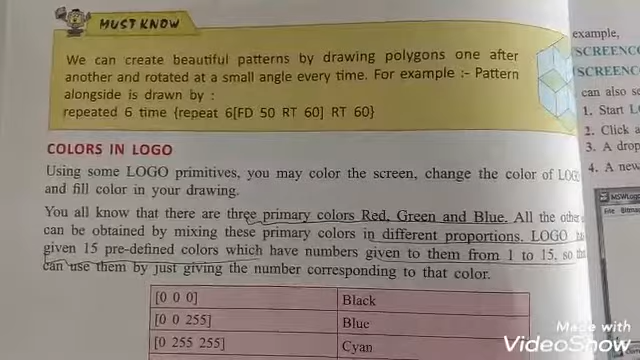 MUST KNOW
We can create beautiful patterns by drawing polygons one after
another and rotated at a small angle every time. For example :- Pattern
alongside is drawn by :
repeated 6 time {repeat 6[FD 50 RT 60] RT 60}
COLORS IN LOGO
Using some LOGO primitives, you may color the screen, change the color of LOGO
and fill color in your drawing.
You all know that there are three primary colors Red, Green and Blue. All the other
can be obtained by mixing these primary colors in different proportions. LOGO
given 15 pre-defined colors which have numbers given to them from 1 to 15, so
can use them by just giving the number corresponding to that color.
[0 0 0] Black
[0 0 255] Blue
[0 255 255] Cyan
example,
SCREENC
SCREENC
can also se
1. Start L
2. Click a
3. A drop
4. A new
MSWLogo
File Bitmap
Made with
VideoShow